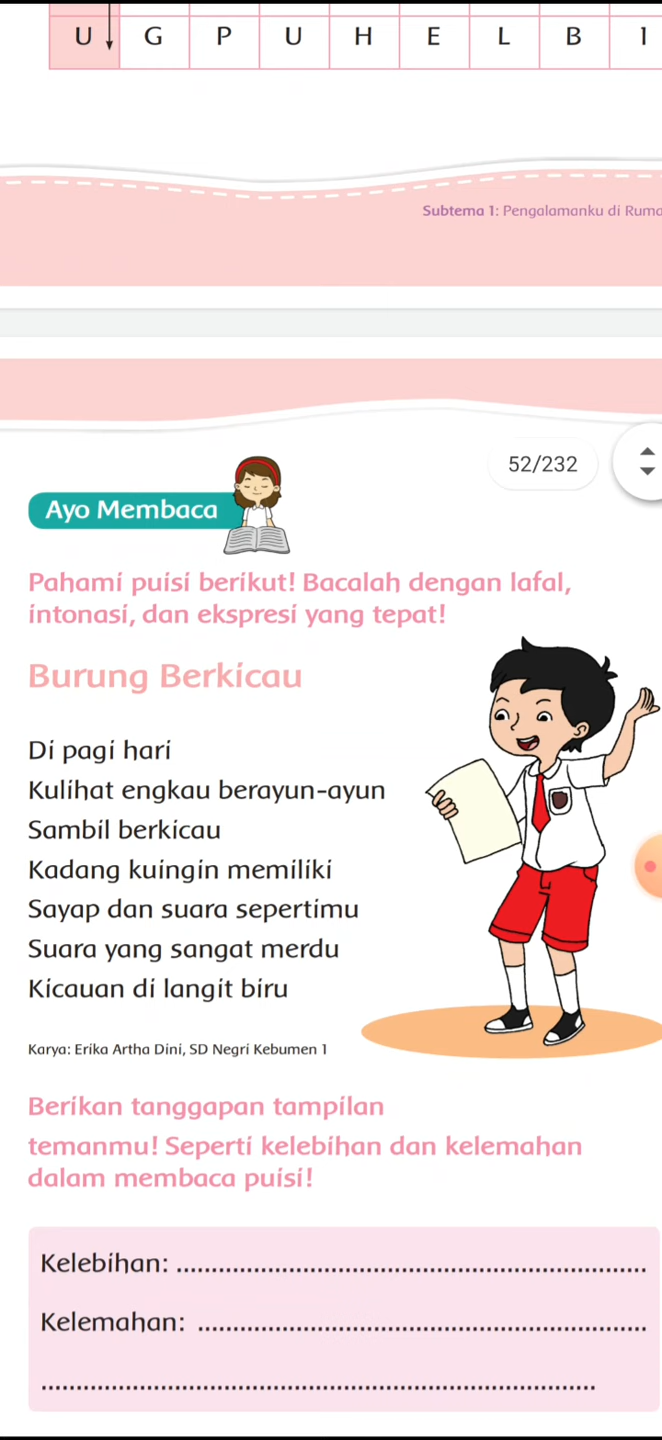 U G P U H E L B I
Subtema 1: Pengalamanku di Ruma
52/232
Ayo Membaca
Pahami puisi berikut! Bacalah dengan lafal,
intonasi, dan ekspresi yang tepat!
Burung Berkicau
Di pagi hari
Kulihat engkau berayun-ayun
Sambil berkicau
Kadang kuingin memiliki
Sayap dan suara sepertimu
Suara yang sangat merdu
Kicauan di langit biru
Karya: Erika Artha Dini, SD Negri Kebumen 1
Berikan tanggapan tampilan
temanmu! Seperti kelebihan dan kelemahan
dalam membaca puisi!
Kelebihan: ........................................................................
Kelemahan: .....................................................................
.....................................................................................